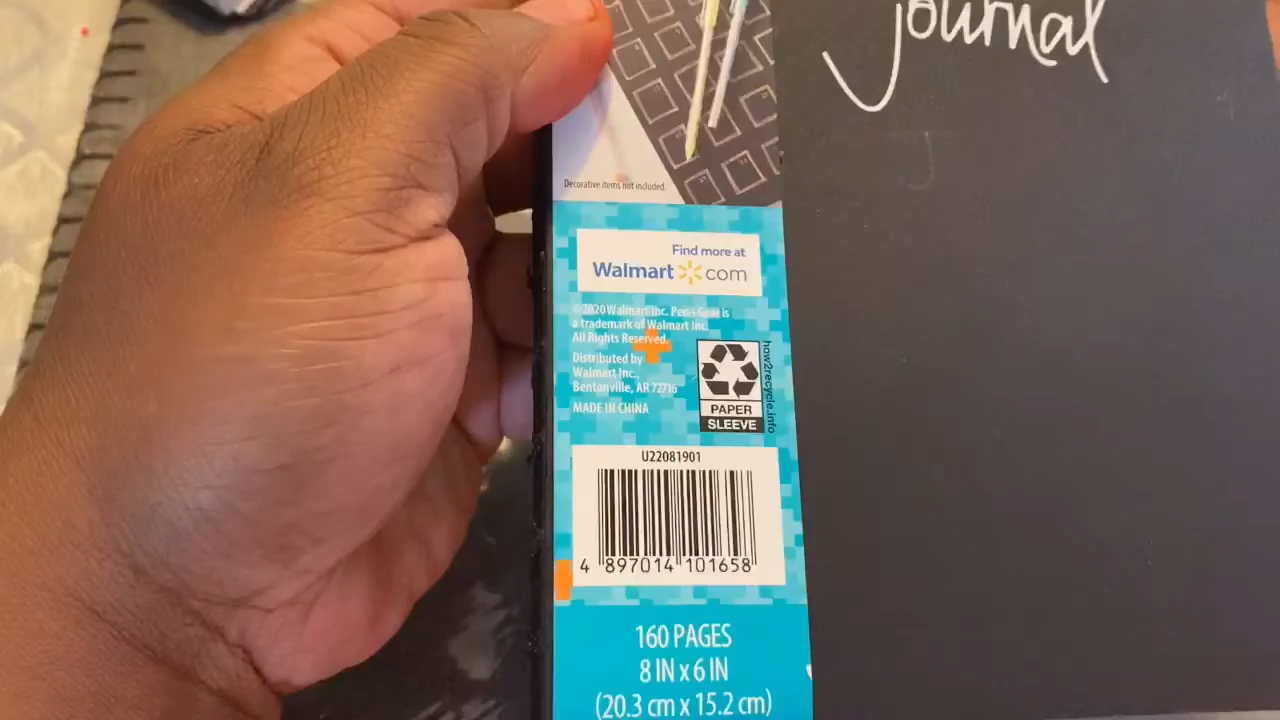 journal
Decorative items not included.
Find more at
Walmart com
©2020 Walmart Inc. Pen+Gear is
a trademark of Walmart Inc.
All Rights Reserved.
Distributed by
Walmart Inc.,
Bentonville, AR 72716
MADE IN CHINA
how2recycle.info
PAPER
SLEEVE
U22081901
4 897014 101658
160 PAGES
8 IN x 6 IN
(20.3 cm x 15.2 cm)